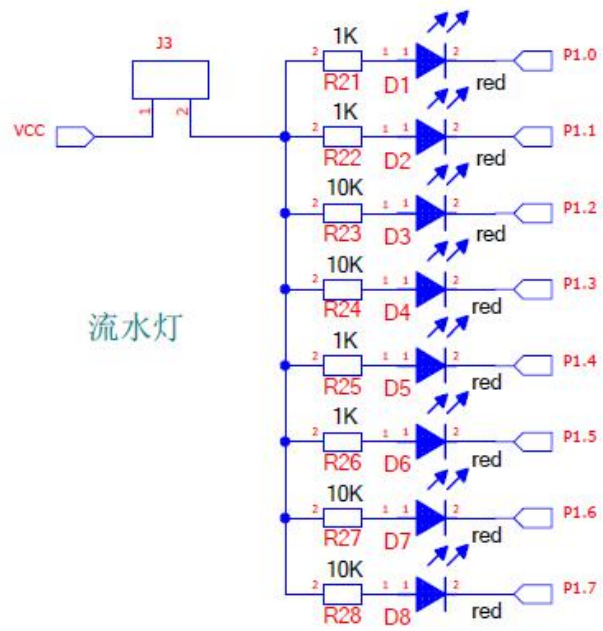 J3
1
2
VCC
1K
2 1 1 2
P1.0
R21 D1 red
1K
2 1 1 2
P1.1
R22 D2 red
10K
2 1 1 2
P1.2
R23 D3 red
10K
2 1 1 2
P1.3
R24 D4 red
流水灯
1K
2 1 1 2
P1.4
R25 D5 red
1K
2 1 1 2
P1.5
R26 D6 red
10K
2 1 1 2
P1.6
R27 D7 red
10K
2 1 1 2
P1.7
R28 D8 red